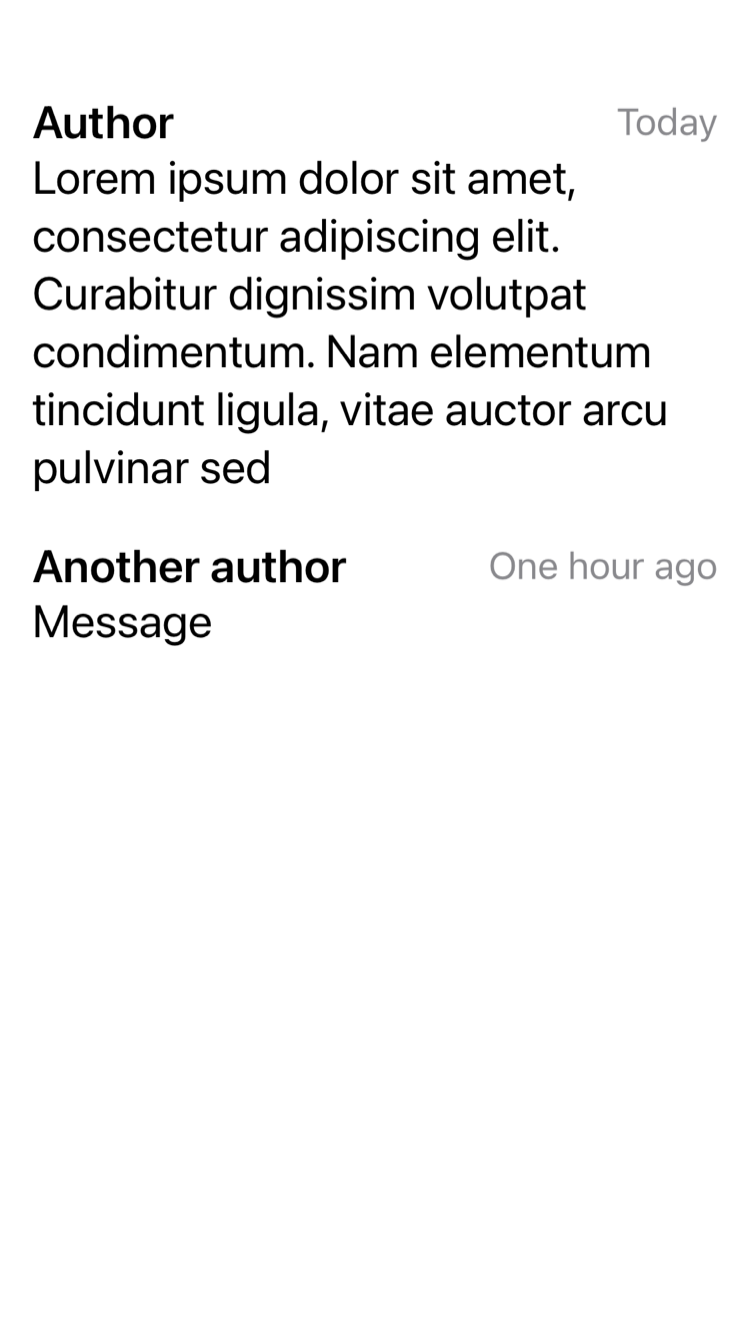 Author Today
Lorem ipsum dolor sit amet,
consectetur adipiscing elit.
Curabitur dignissim volutpat
condimentum. Nam elementum
tincidunt ligula, vitae auctor arcu
pulvinar sed
Another author One hour ago
Message